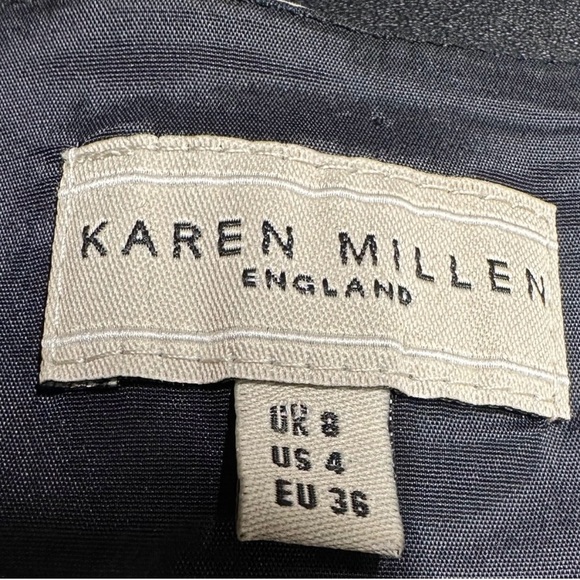 KAREN MILLEN
ENGLAND
UK 8
US 4
EU 36